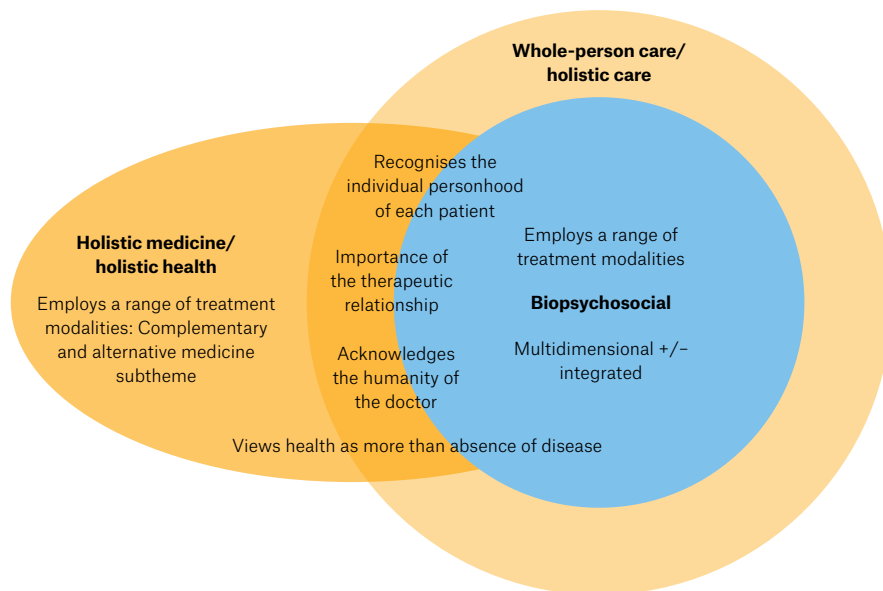 Whole-person care/
holistic care
Recognises the
individual personhood
of each patient
Holistic medicine/
holistic health
Employs a range of treatment
modalities: Complementary
and alternative medicine
subtheme
Importance of
the therapeutic
relationship
Employs a range of
treatment modalities
Biopsychosocial
Multidimensional +/−
integrated
Acknowledges
the humanity of
the doctor
Views health as more than absence of disease